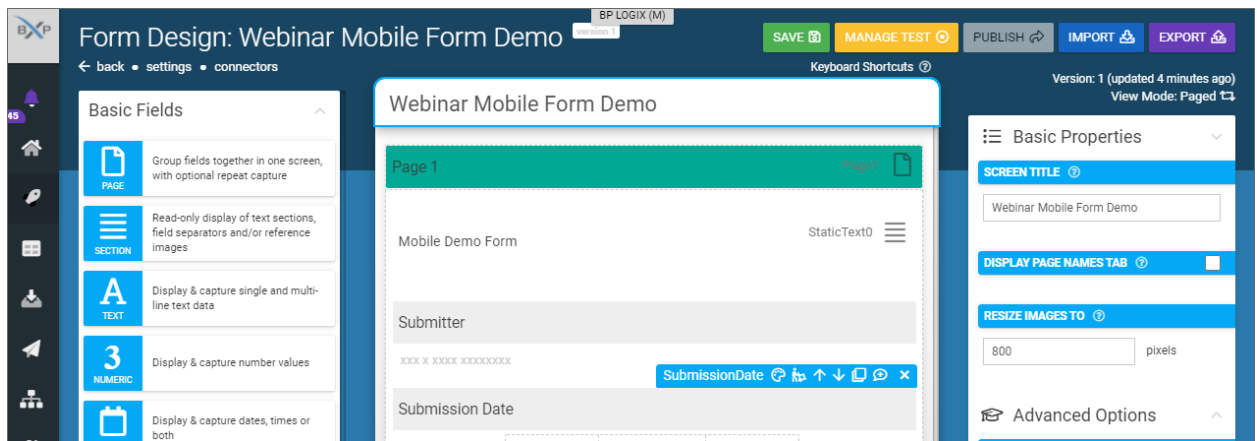 BP LOGIX (M)
BXP
Form Design: Webinar Mobile Form Demo version 1
SAVE MANAGE TEST PUBLISH IMPORT EXPORT
← back • settings • connectors
Keyboard Shortcuts
Version: 1 (updated 4 minutes ago)
View Mode: Paged
45
Basic Fields
PAGE
Group fields together in one screen,
with optional repeat capture
SECTION
Read-only display of text sections,
field separators and/or reference
images
A
TEXT
Display & capture single and multi-
line text data
3
NUMERIC
Display & capture number values
Display & capture dates, times or
both
Webinar Mobile Form Demo
Page 1 Page1
Mobile Demo Form StaticText0
Submitter
xxx x xxxx xxxxxxxx
SubmissionDate
Submission Date
Basic Properties
SCREEN TITLE
Webinar Mobile Form Demo
DISPLAY PAGE NAMES TAB
RESIZE IMAGES TO
800 pixels
Advanced Options